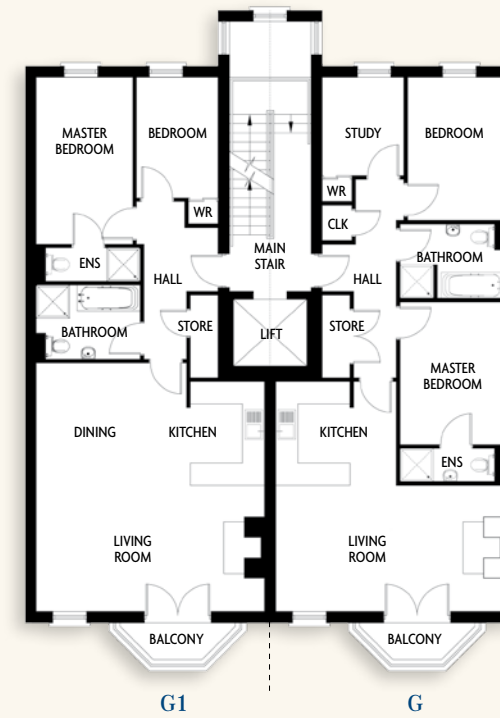 MASTER
BEDROOM
BEDROOM
STUDY
BEDROOM
WR
WR
CLK
MAIN
STAIR
ENS
HALL
HALL
BATHROOM
BATHROOM
STORE
LIFT
STORE
MASTER
BEDROOM
DINING
KITCHEN
KITCHEN
ENS
LIVING
ROOM
LIVING
ROOM
BALCONY
BALCONY
G1
G